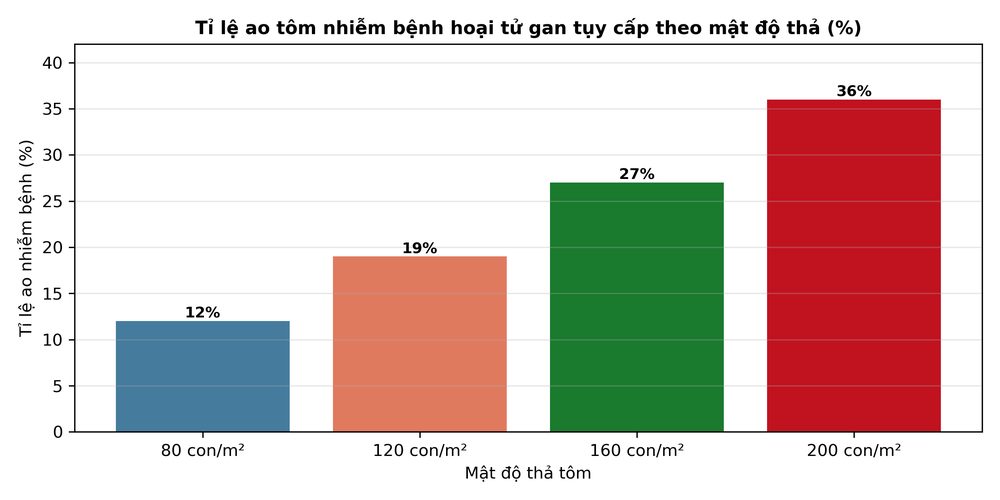 Tỉ lệ ao tôm nhiễm bệnh hoại tử gan tụy cấp theo mật độ thả (%)
Tỉ lệ ao nhiễm bệnh (%)
40
35
30
25
20
15
10
5
0
12%
19%
27%
36%
80 con/m²
120 con/m²
160 con/m²
200 con/m²
Mật độ thả tôm